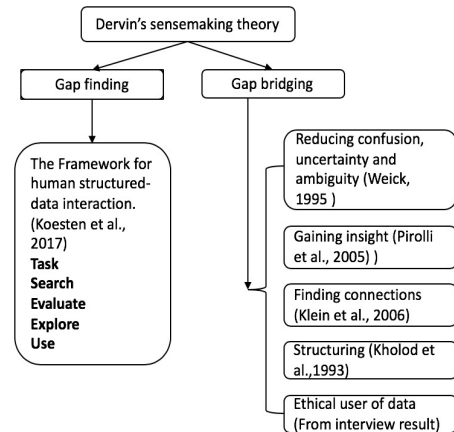 Dervin's sensemaking theory
Gap finding
Gap bridging
The Framework for
human structured-
data interaction.
(Koesten et al.,
2017)
Task
Search
Evaluate
Explore
Use
Reducing confusion,
uncertainty and
ambiguity (Weick,
1995 )
Gaining insight (Pirolli
et al., 2005) )
Finding connections
(Klein et al., 2006)
Structuring (Kholod et
al.,1993)
Ethical user of data
(From interview result)